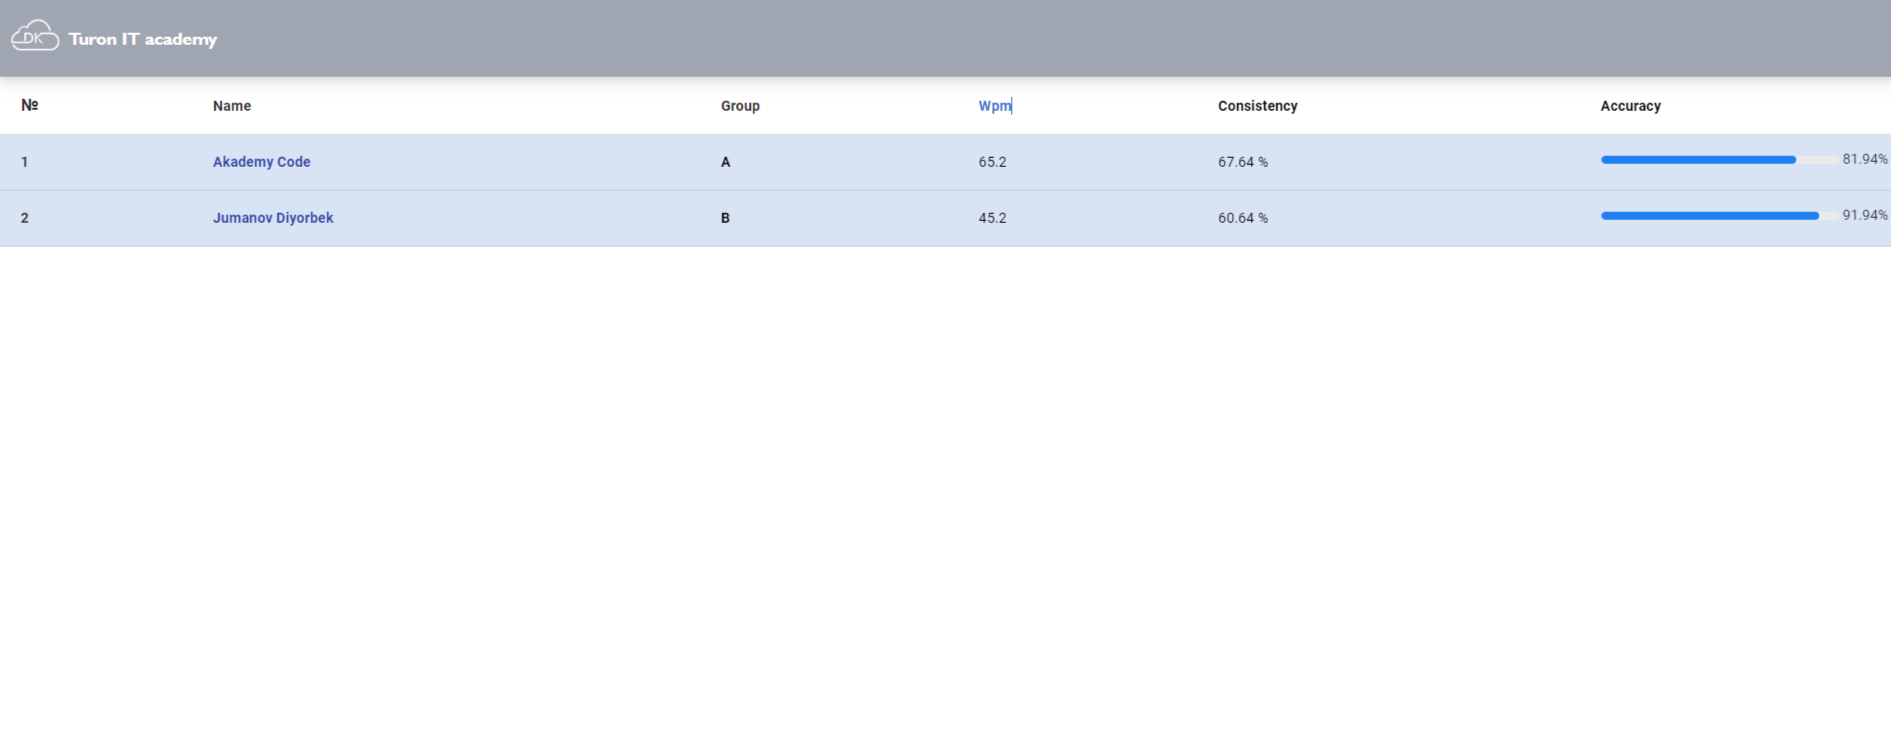 DK Turon IT academy
№ Name Group Wpm Consistency Accuracy
1 Akademy Code A 65.2 67.64 % 81.94%
2 Jumanov Diyorbek B 45.2 60.64 % 91.94%